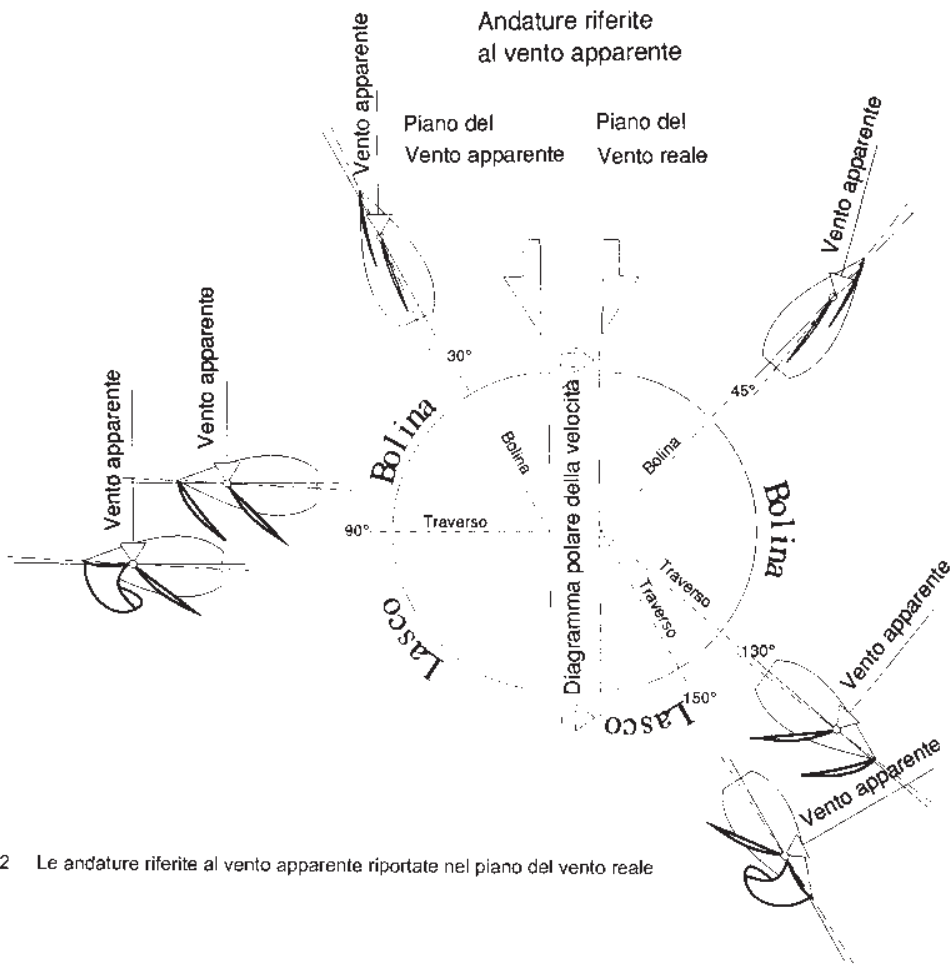 Andature riferite
al vento apparente
Piano del
Vento apparente
Piano del
Vento reale
Vento apparente
Vento apparente
Vento apparente
Vento apparente
30°
45°
Bolina
Bolina
Bolina
Bolina
90°
Traverso
Diagramma polare della velocità
Traverso
Traverso
Lasco
130°
150°
Lasco
Vento apparente
Vento apparente
2 Le andature riferite al vento apparente riportate nel piano del vento reale